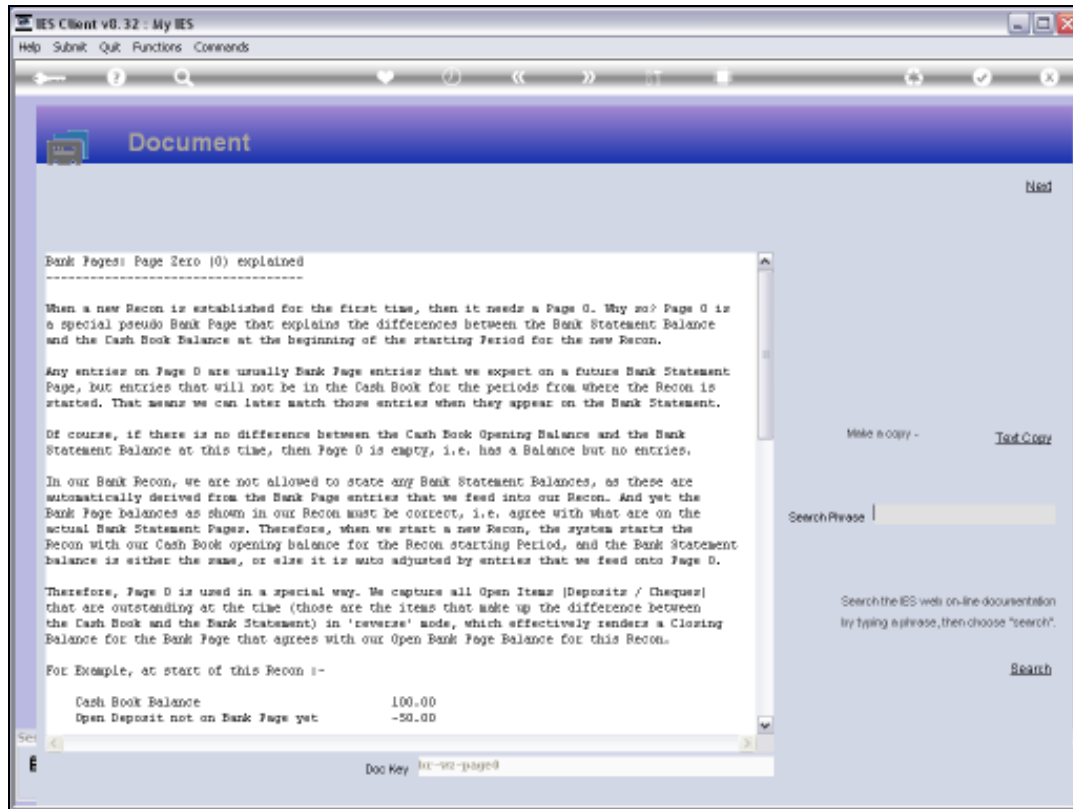 IES Client v8.32 : My IES
Help Submit Quit Functions Commands
Document
Next
Bank Pages: Page Zero (0) explained
-----------------------------------
When a new Recon is established for the first time, then it needs a Page 0. Why so? Page 0 is
a special pseudo Bank Page that explains the differences between the Bank Statement Balance
and the Cash Book Balance at the beginning of the starting Period for the new Recon.
Any entries on Page 0 are usually Bank Page entries that we expect on a future Bank Statement
Page, but entries that will not be in the Cash Book for the periods from where the Recon is
started. That means we can later match those entries when they appear on the Bank Statement.
Of course, if there is no difference between the Cash Book Opening Balance and the Bank
Statement Balance at this time, then Page 0 is empty, i.e. has a Balance but no entries.
In our Bank Recon, we are not allowed to state any Bank Statement Balances, as these are
automatically derived from the Bank Page entries that we feed into our Recon. And yet the
Bank Page balances as shown in our Recon must be correct, i.e. agree with what are on the
actual Bank Statement Pages. Therefore, when we start a new Recon, the system starts the
Recon with our Cash Book opening balance for the Recon starting Period, and the Bank Statement
balance is either the same, or else it is auto adjusted by entries that we feed onto Page 0.
Therefore, Page 0 is used in a special way. We capture all Open Items (Deposits / Cheques)
that are outstanding at the time (those are the items that make up the difference between
the Cash Book and the Bank Statement) in 'reverse' mode, which effectively renders a Closing
Balance for the Bank Page that agrees with our Open Bank Page Balance for this Recon.
For Example, at start of this Recon :-
Cash Book Balance 100.00
Open Deposit not on Bank Page yet -50.00
Make a copy -
Text Copy
Search Phrase
Search the IES web on-line documentation
by typing a phrase, then choose "search".
Search
Doc Key br-wz-page0